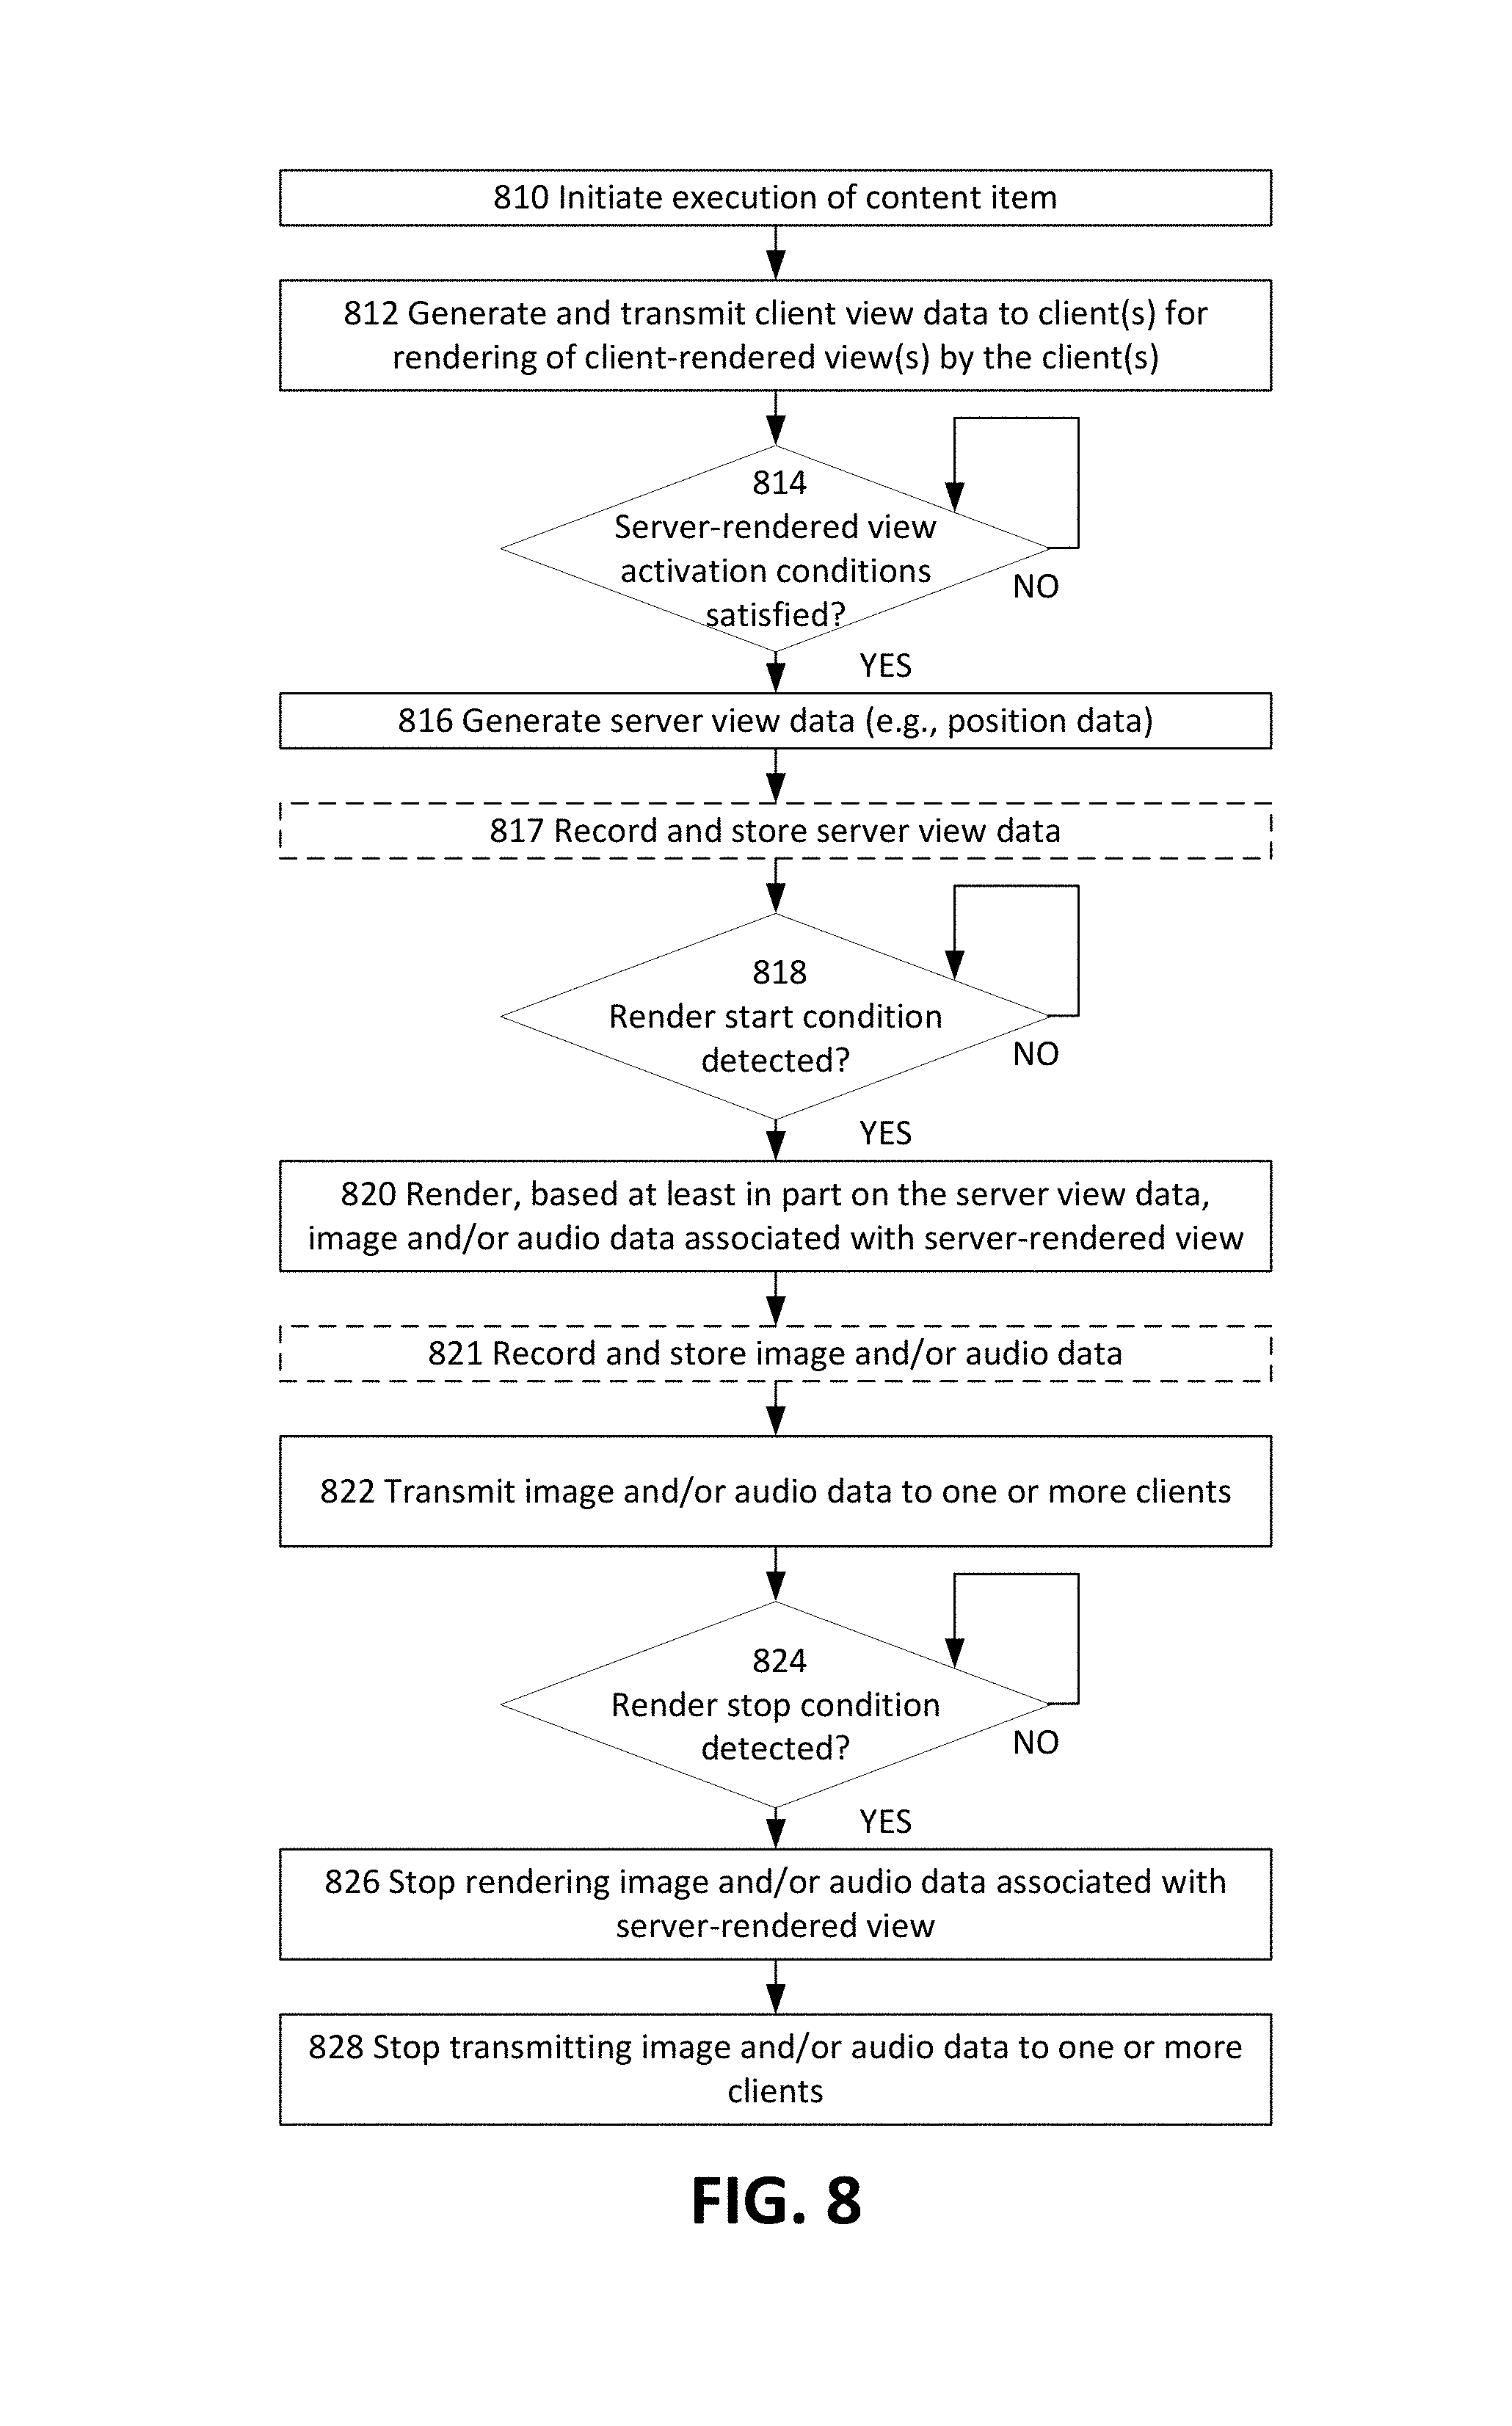 810 Initiate execution of content item
812 Generate and transmit client view data to client(s) for
rendering of client-rendered view(s) by the client(s)
814
Server-rendered view
activation conditions
satisfied?
NO
YES
816 Generate server view data (e.g., position data)
817 Record and store server view data
818
Render start condition
detected?
NO
YES
820 Render, based at least in part on the server view data,
image and/or audio data associated with server-rendered view
821 Record and store image and/or audio data
822 Transmit image and/or audio data to one or more clients
824
Render stop condition
detected?
NO
YES
826 Stop rendering image and/or audio data associated with
server-rendered view
828 Stop transmitting image and/or audio data to one or more
clients
FIG. 8